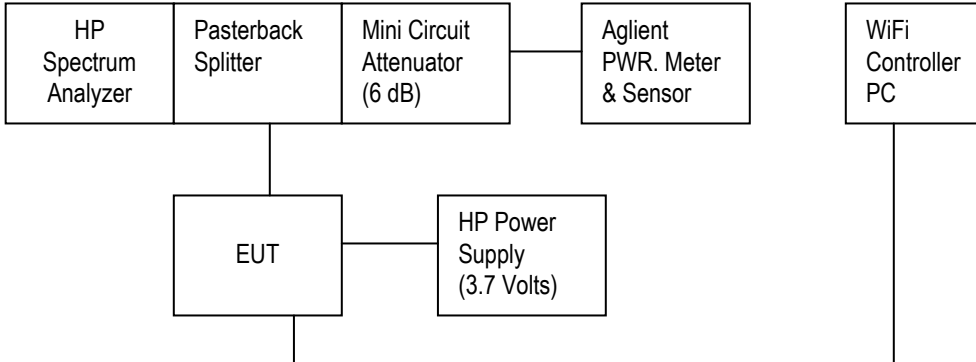 HP
Spectrum
Analyzer
Pasterback
Splitter
Mini Circuit
Attenuator
(6 dB)
Aglient
PWR. Meter
& Sensor
WiFi
Controller
PC
EUT
HP Power
Supply
(3.7 Volts)